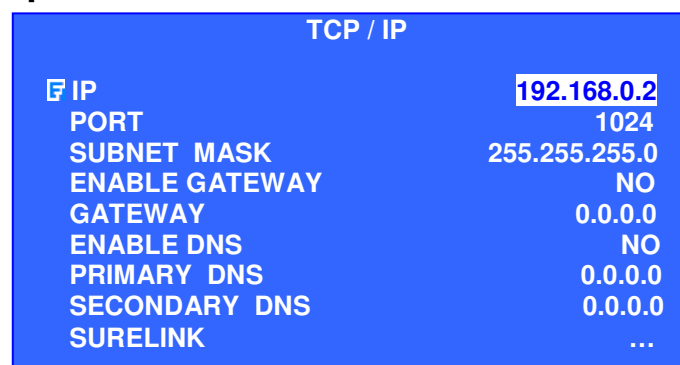 TCP / IP
IP 192.168.0.2
PORT 1024
SUBNET MASK 255.255.255.0
ENABLE GATEWAY NO
GATEWAY 0.0.0.0
ENABLE DNS NO
PRIMARY DNS 0.0.0.0
SECONDARY DNS 0.0.0.0
SURELINK ...